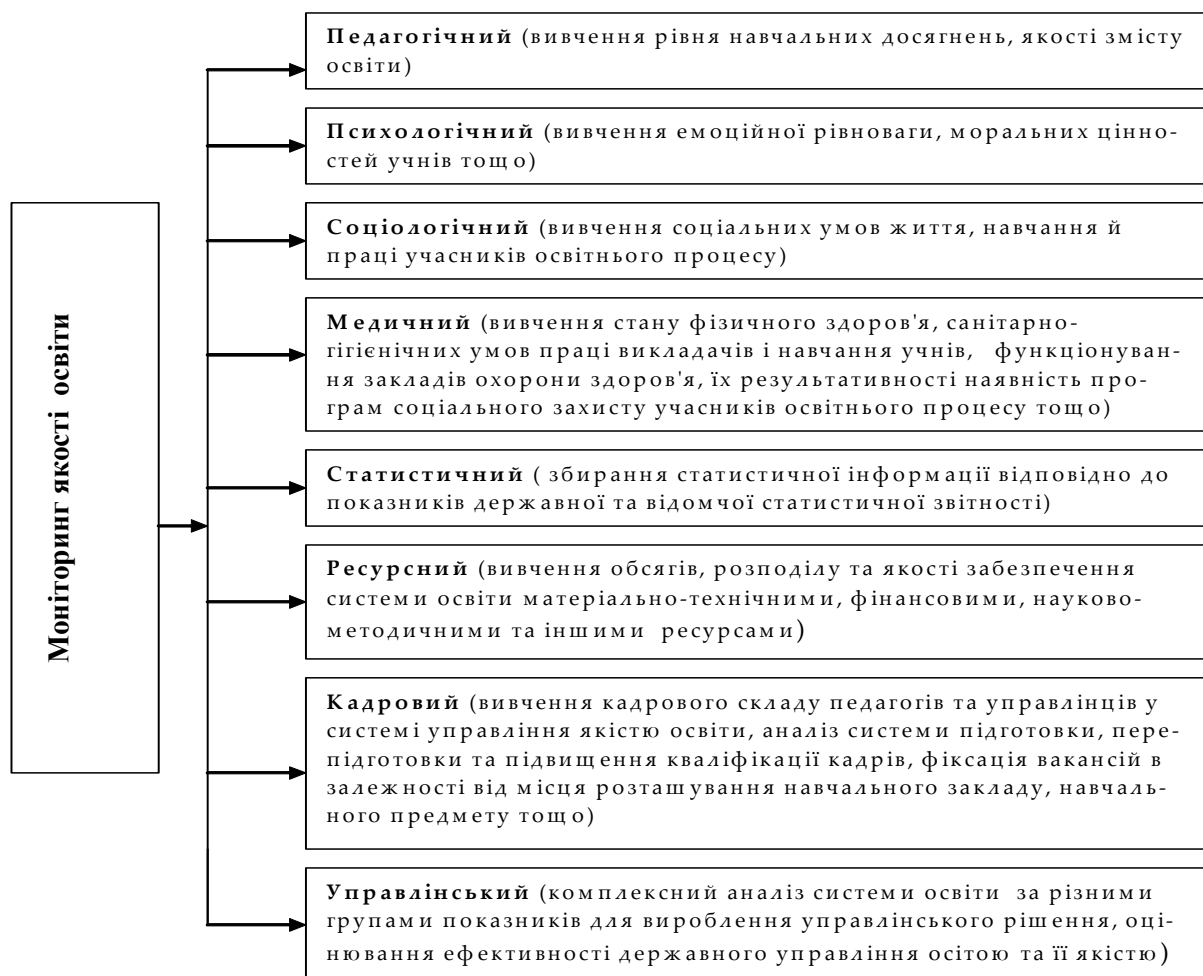 Моніторинг якості освіти
Педагогічний (вивчення рівня навчальних досягнень, якості змісту
освіти)
Психологічний (вивчення емоційної рівноваги, моральних цінно-
стей учнів тощо)
Соціологічний (вивчення соціальних умов життя, навчання й
праці учасників освітнього процесу)
Медичний (вивчення стану фізичного здоров'я, санітарно-
гігієнічних умов праці викладачів і навчання учнів, функціонуван-
ня закладів охорони здоров'я, їх результативності наявність про-
грам соціального захисту учасників освітнього процесу тощо)
Статистичний ( збирання статистичної інформації відповідно до
показників державної та відомчої статистичної звітності)
Ресурсний (вивчення обсягів, розподілу та якості забезпечення
системи освіти матеріально-технічними, фінансовими, науково-
методичними та іншими ресурсами)
Кадровий (вивчення кадрового складу педагогів та управлінців у
системі управління якістю освіти, аналіз системи підготовки, пере-
підготовки та підвищення кваліфікації кадрів, фіксація вакансій в
залежності від місця розташування навчального закладу, навчаль-
ного предмету тощо)
Управлінський (комплексний аналіз системи освіти за різними
групами показників для вироблення управлінського рішення, оці-
нювання ефективності державного управління осітою та її якістю)